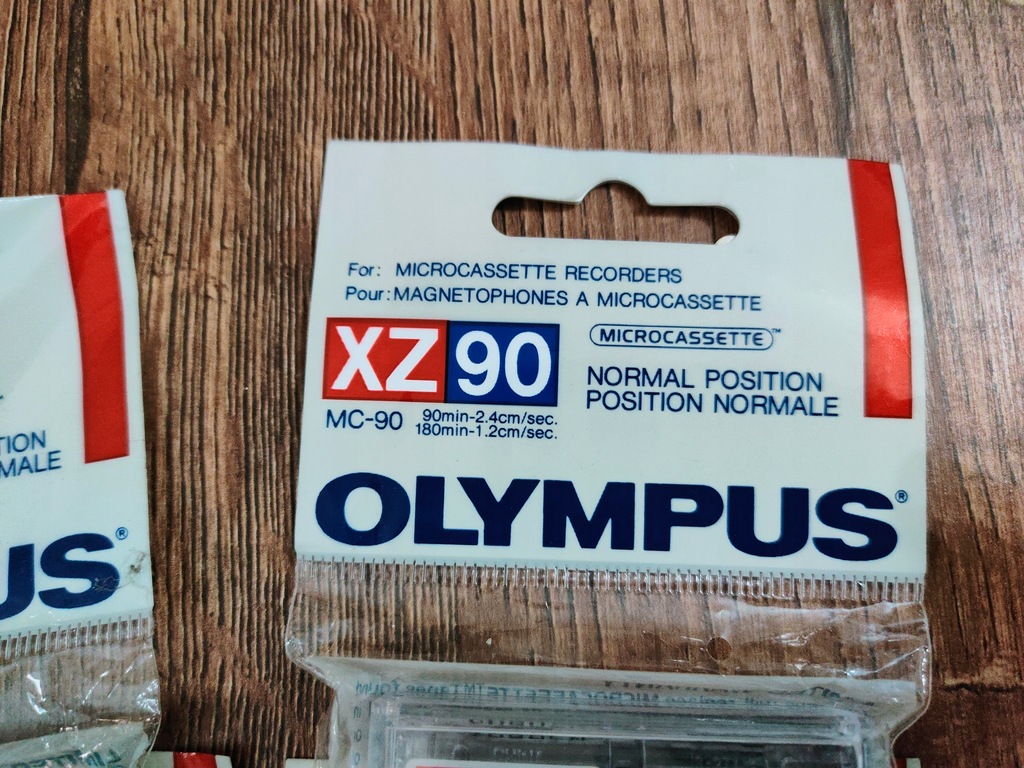 For: MICROCASSETTE RECORDERS
Pour: MAGNETOPHONES A MICROCASSETTE
XZ 90
MICROCASSETTE™
NORMAL POSITION
POSITION NORMALE
MC-90 90min-2.4cm/sec.
180min-1.2cm/sec.
OLYMPUS®
TION
MALE
US®